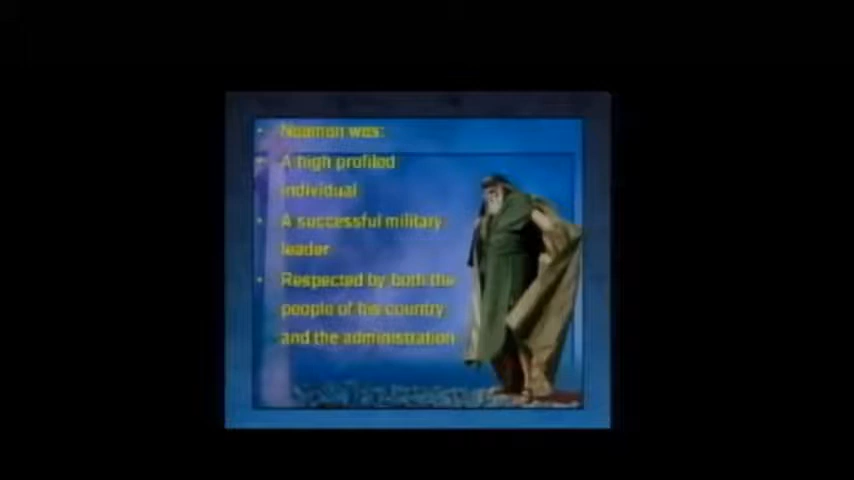 • Naaman was:
• A high profiled
individual
• A successful military
leader
• Respected by both the
people of his country
and the administration